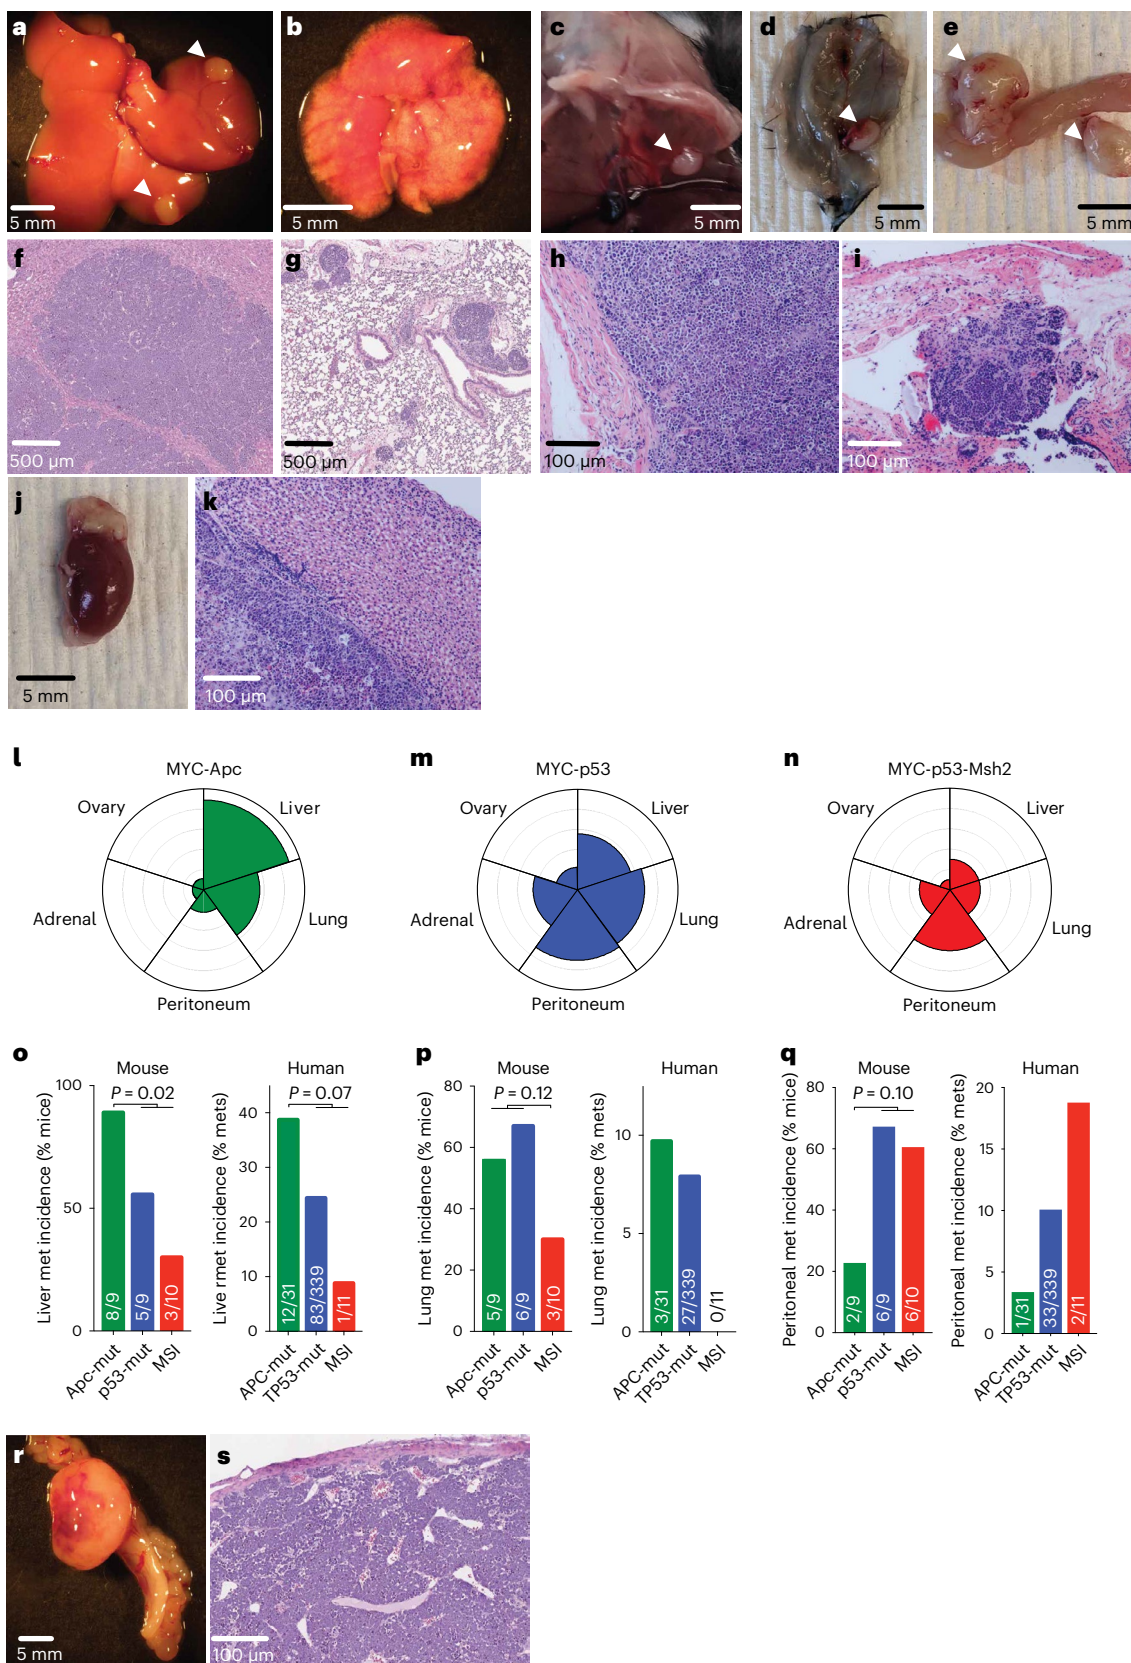 a
b
c
d
e
5 mm
5 mm
5 mm
5 mm
5 mm
f
g
h
i
500 μm
500 μm
100 μm
100 μm
j
k
5 mm
100 μm
l
m
n
MYC-Apc
MYC-p53
MYC-p53-Msh2
Ovary
Liver
Ovary
Liver
Ovary
Liver
Adrenal
Lung
Adrenal
Lung
Adrenal
Lung
Peritoneum
Peritoneum
Peritoneum
o
Mouse
Human
P = 0.02
P = 0.07
Liver met incidence (% mice)
100
50
0
8/9
5/9
3/10
Apc-mut
p53-mut
MSI
Live rmet incidence (% mets)
40
30
20
10
0
12/31
83/339
1/11
APC-mut
TP53-mut
MSI
p
Mouse
Human
P = 0.12
Lung met incidence (% mice)
80
60
40
20
0
5/9
6/9
3/10
Apc-mut
p53-mut
MSI
Lung met incidence (% mets)
10
5
0
3/31
27/339
0/11
APC-mut
TP53-mut
MSI
q
Mouse
Human
P = 0.10
Peritoneal met incidence (% mice)
80
60
40
20
0
2/9
6/9
6/10
Apc-mut
p53-mut
MSI
Peritoneal met incidence (% mets)
20
15
10
5
0
1/31
33/339
2/11
APC-mut
TP53-mut
MSI
r
s
5 mm
100 μm